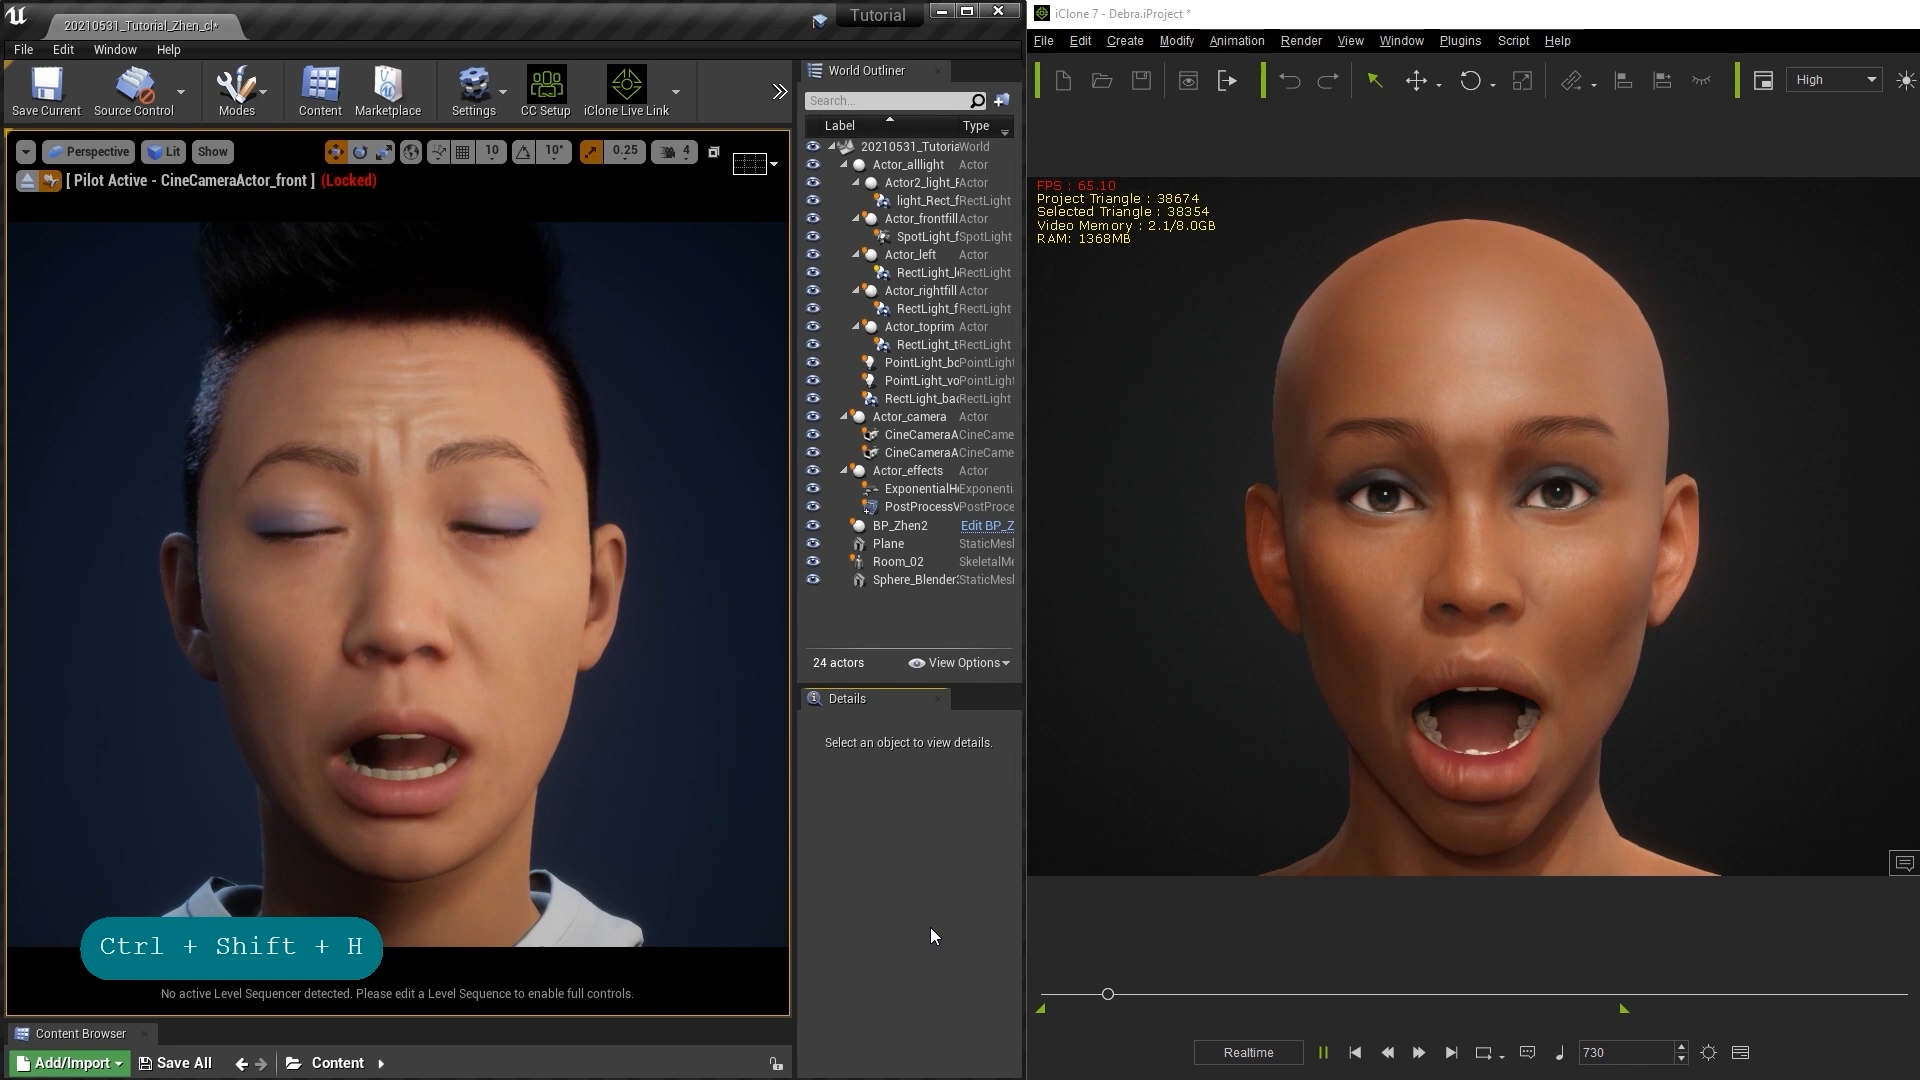 20210531_Tutorial_Zhen_cl*
Tutorial
File Edit Window Help
Save Current
Source Control
Modes
Content
Marketplace
Settings
CC Setup
iClone Live Link
Perspective
Lit
Show
10
10°
0.25
4
[ Pilot Active - CineCameraActor_front ] (Locked)
Ctrl + Shift + H
No active Level Sequencer detected. Please edit a Level Sequence to enable full controls.
Content Browser
Add/Import
Save All
Content
World Outliner
Search...
Label Type
20210531_Tutoria World
Actor_alllight Actor
Actor2_light_F Actor
light_Rect_f RectLight
Actor_frontfill Actor
SpotLight_f SpotLight
Actor_left Actor
RectLight_l RectLight
Actor_rightfill Actor
RectLight_f RectLight
Actor_toprim Actor
RectLight_t RectLight
PointLight_bo PointLight
PointLight_vo PointLight
RectLight_bac RectLight
Actor_camera Actor
CineCameraA CineCame
CineCameraA CineCame
Actor_effects Actor
ExponentialH Exponenti
PostProcessV PostProce
BP_Zhen2 Edit BP_Z
Plane StaticMesl
Room_02 SkeletalMe
Sphere_Blender StaticMesl
24 actors
View Options
Details
Select an object to view details.
iClone 7 - Debra.iProject *
File Edit Create Modify Animation Render View Window Plugins Script Help
High
FPS : 65.10
Project Triangle : 38674
Selected Triangle : 38354
Video Memory : 2.1/8.0GB
RAM: 1368MB
Realtime
730